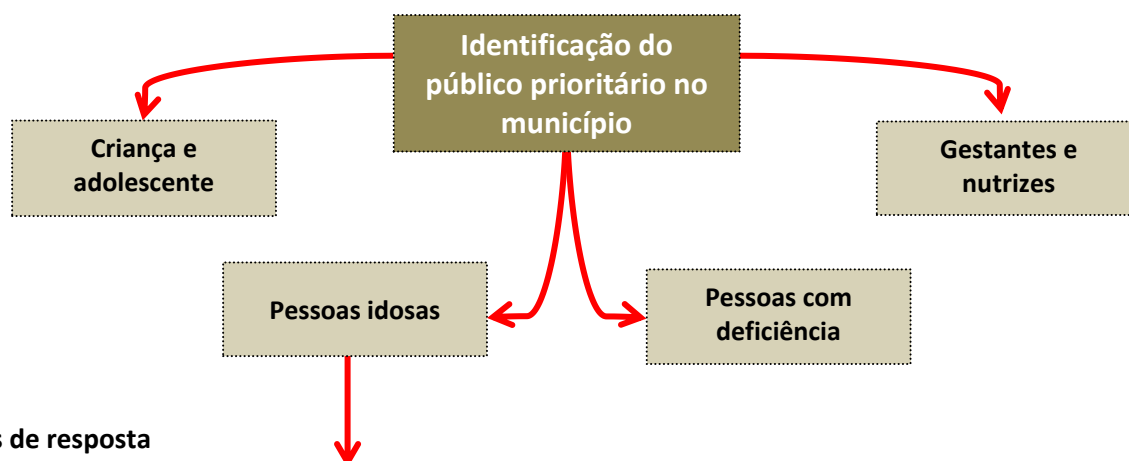 Identificação do
público prioritário no
município
Criança e
adolescente
Gestantes e
nutrizes
Pessoas idosas
Pessoas com
deficiência
de resposta